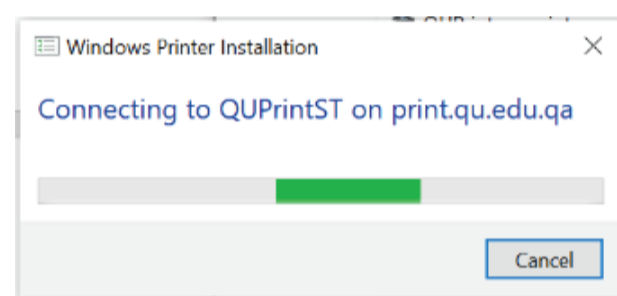 Windows Printer Installation
Connecting to QUPrintST on print.qu.edu.qa
Cancel